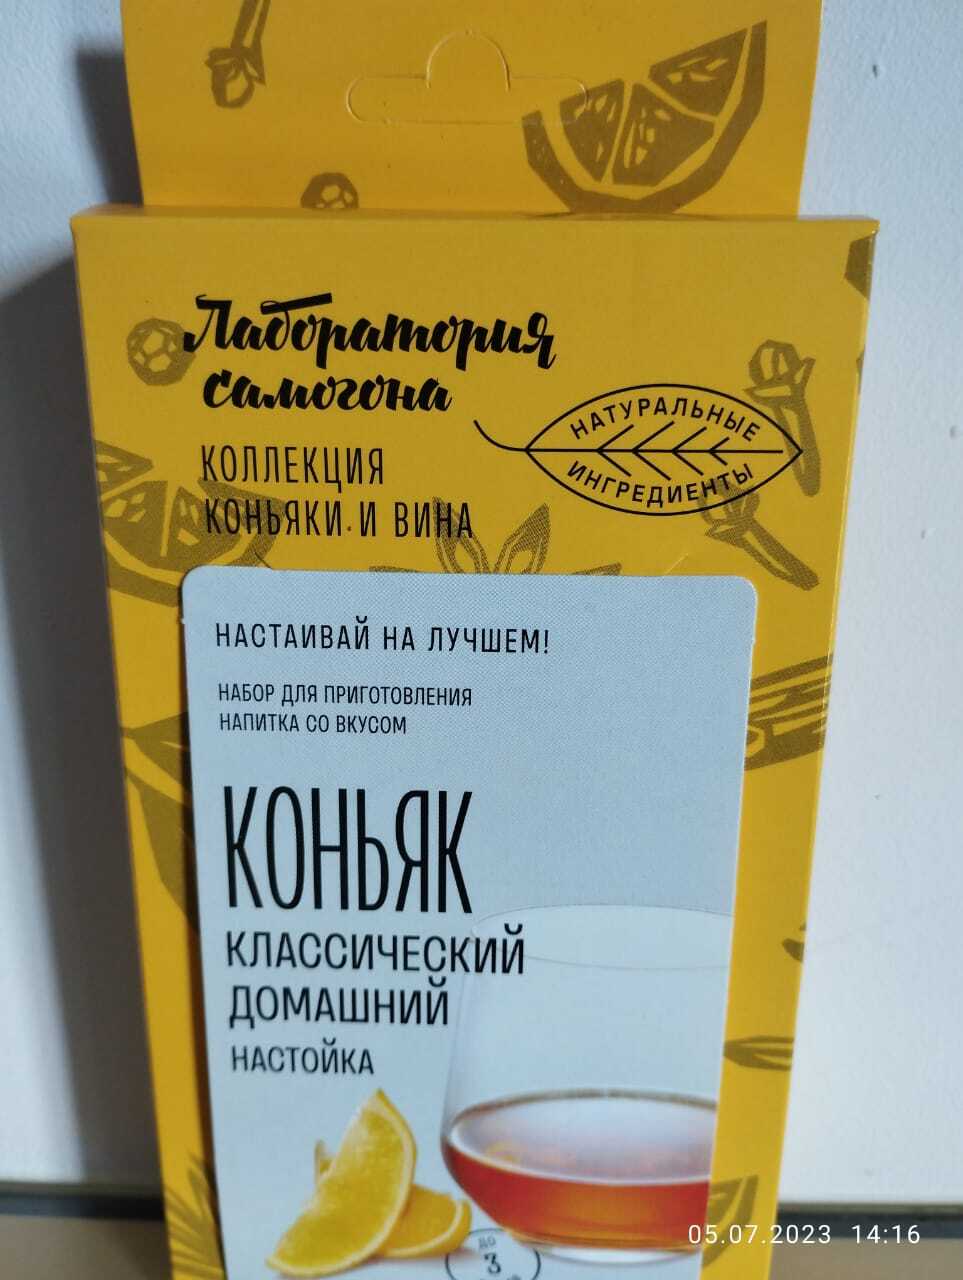 Лаборатория
самогона
КОЛЛЕКЦИЯ
КОНЬЯКИ И ВИНА
НАТУРАЛЬНЫЕ
ИНГРЕДИЕНТЫ
НАСТАИВАЙ НА ЛУЧШЕМ!
НАБОР ДЛЯ ПРИГОТОВЛЕНИЯ
НАПИТКА СО ВКУСОМ
КОНЬЯК
КЛАССИЧЕСКИЙ
ДОМАШНИЙ
НАСТОЙКА
ДО
3
05.07.2023 14:16